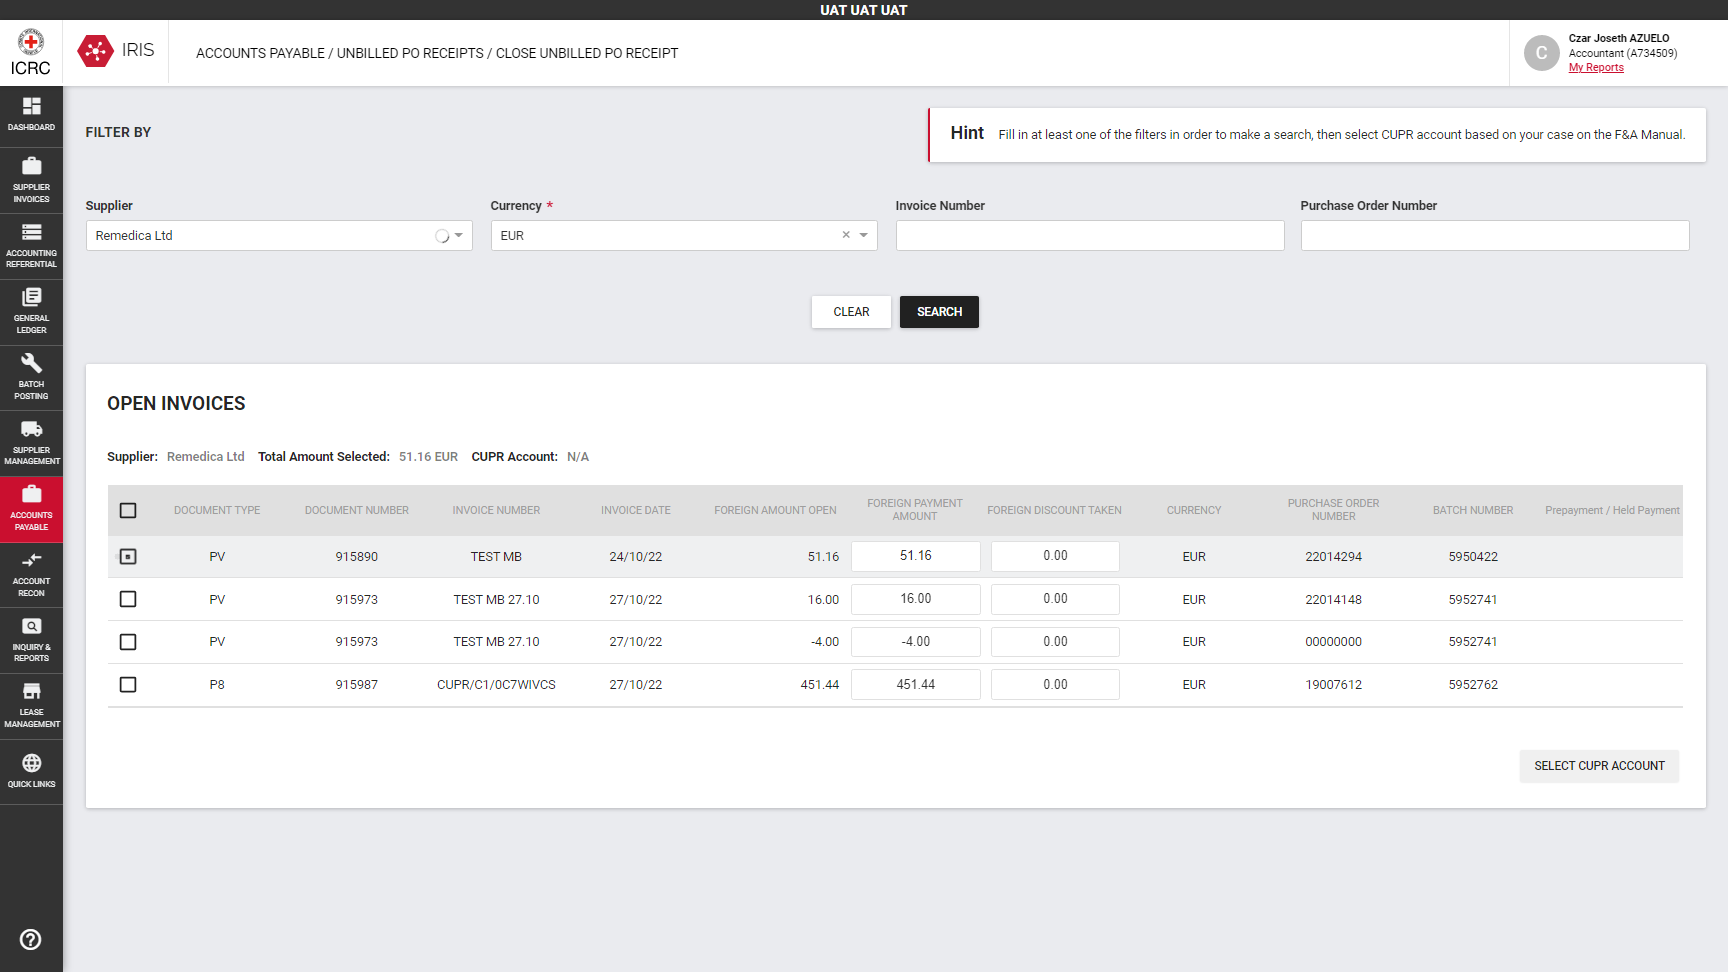 UAT UAT UAT
ICRC
IRIS
ACCOUNTS PAYABLE / UNBILLED PO RECEIPTS / CLOSE UNBILLED PO RECEIPT
C
Czar Joseth AZUELO
Accountant (A734509)
My Reports
DASHBOARD
SUPPLIER
INVOICES
ACCOUNTING
REFERENTIAL
GENERAL
LEDGER
BATCH
POSTING
SUPPLIER
MANAGEMENT
ACCOUNTS
PAYABLE
ACCOUNT
RECON
INQUIRY &
REPORTS
LEASE
MANAGEMENT
QUICK LINKS
FILTER BY
Hint Fill in at least one of the filters in order to make a search, then select CUPR account based on your case on the F&A Manual.
Supplier Currency * Invoice Number Purchase Order Number
Remedica Ltd EUR
CLEAR SEARCH
OPEN INVOICES
Supplier: Remedica Ltd Total Amount Selected: 51.16 EUR CUPR Account: N/A
DOCUMENT TYPE DOCUMENT NUMBER INVOICE NUMBER INVOICE DATE FOREIGN AMOUNT OPEN FOREIGN PAYMENT AMOUNT FOREIGN DISCOUNT TAKEN CURRENCY PURCHASE ORDER NUMBER BATCH NUMBER Prepayment / Held Payment
PV 915890 TEST MB 24/10/22 51.16 51.16 0.00 EUR 22014294 5950422
PV 915973 TEST MB 27.10 27/10/22 16.00 16.00 0.00 EUR 22014148 5952741
PV 915973 TEST MB 27.10 27/10/22 -4.00 -4.00 0.00 EUR 00000000 5952741
P8 915987 CUPR/C1/0C7WIVCS 27/10/22 451.44 451.44 0.00 EUR 19007612 5952762
SELECT CUPR ACCOUNT